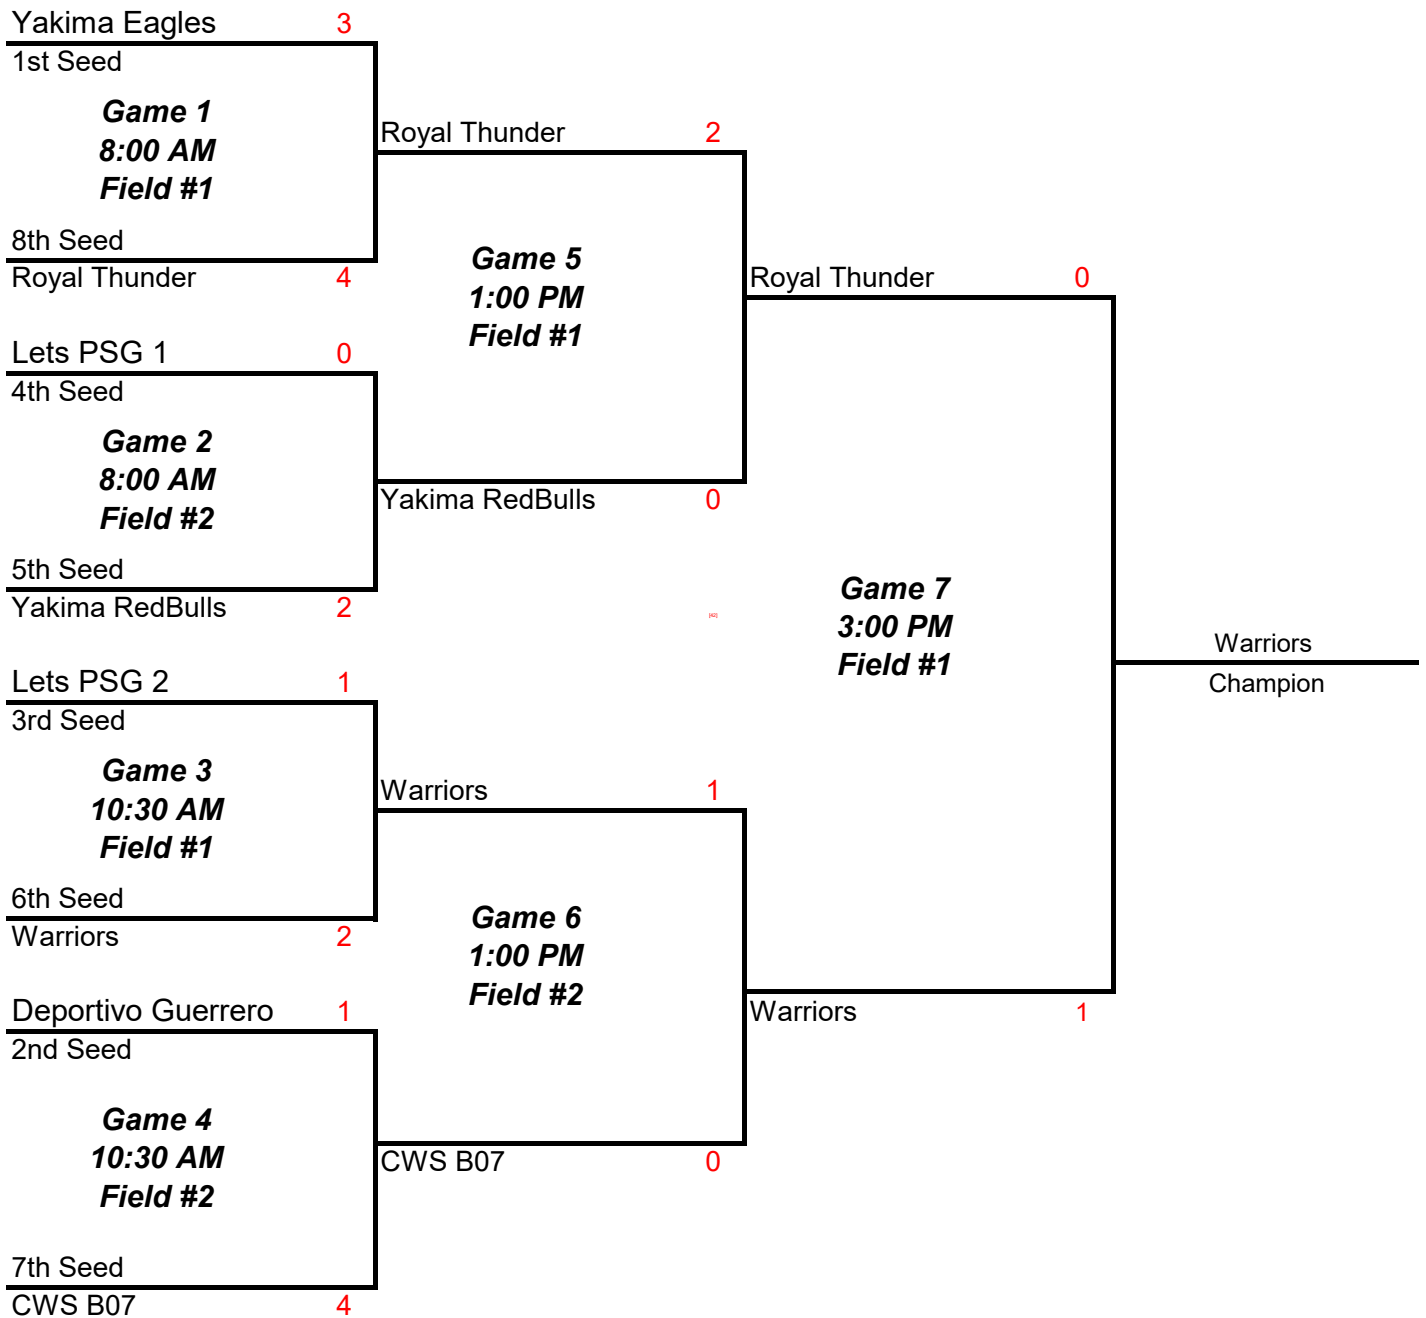 Yakima Eagles 3
1st Seed
Game 1
8:00 AM
Field #1
8th Seed
Royal Thunder 4
Lets PSG 1 0
4th Seed
Game 2
8:00 AM
Field #2
5th Seed
Yakima RedBulls 2
Lets PSG 2 1
3rd Seed
Game 3
10:30 AM
Field #1
6th Seed
Warriors 2
Deportivo Guerrero 1
2nd Seed
Game 4
10:30 AM
Field #2
7th Seed
CWS B07 4
Royal Thunder 2
Game 5
1:00 PM
Field #1
Yakima RedBulls 0
Warriors 1
Game 6
1:00 PM
Field #2
CWS B07 0
Royal Thunder 0
Game 7
3:00 PM
Field #1
Warriors 1
Warriors
Champion